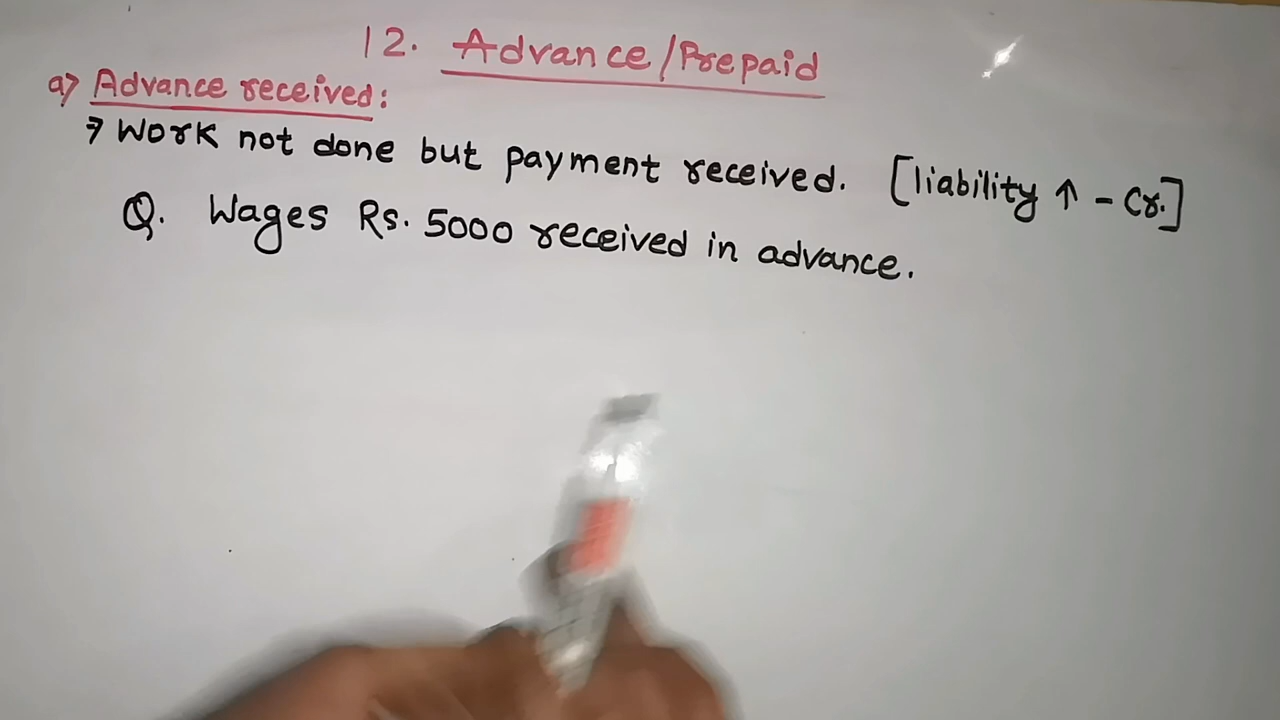 12. Advance/Prepaid
a) Advance received:
→ Work not done but payment received. [liability ↑ - Cr.]
Q. Wages Rs. 5000 received in advance.